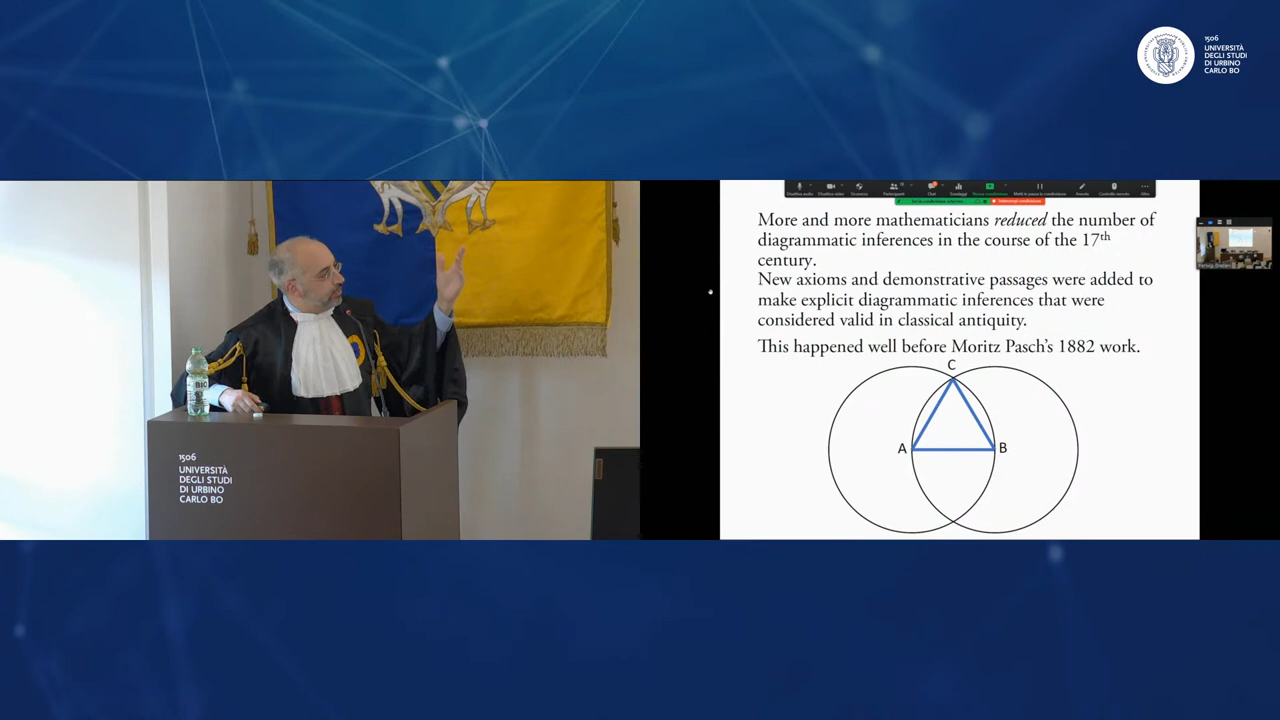 1506
UNIVERSITÀ
DEGLI STUDI
DI URBINO
CARLO BO
More and more mathematicians reduced the number of
diagrammatic inferences in the course of the 17th
century.
New axioms and demonstrative passages were added to
make explicit diagrammatic inferences that were
considered valid in classical antiquity.
This happened well before Moritz Pasch's 1882 work.
C
A
B
BIO
1506
UNIVERSITÀ
DEGLI STUDI
DI URBINO
CARLO BO